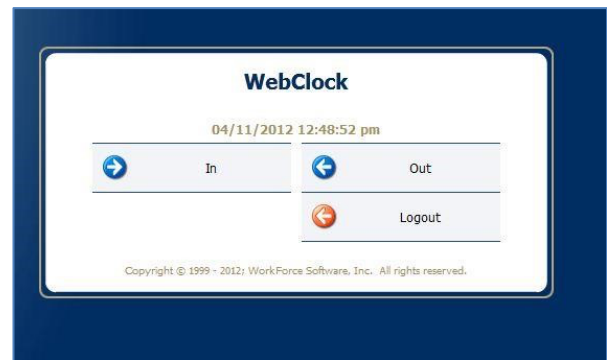 WebClock
04/11/2012 12:48:52 pm
In
Out
Logout
Copyright © 1999 - 2012; WorkForce Software, Inc. All rights reserved.